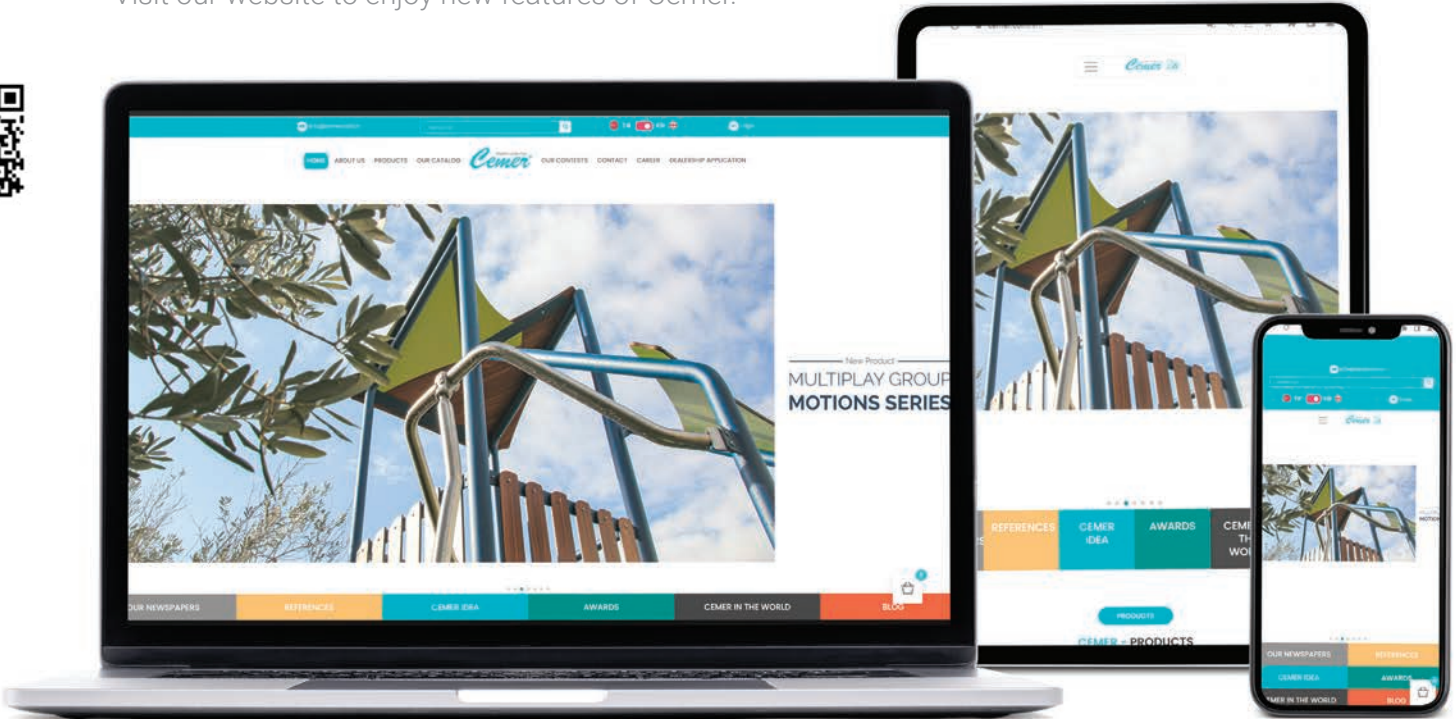 Visit our website to enjoy new features of Cemer.
HOME ABOUT US PRODUCTS OUR CATALOG Cemer OUR CONTESTS CONTACT CAREER DEALERSHIP APPLICATION
New Product
MULTIPLAY GROUP
MOTIONS SERIES
OUR NEWSPAPERS REFERENCES CEMER IDEA AWARDS CEMER IN THE WORLD BLOG
Cemer
REFERENCES CEMER IDEA AWARDS
PRODUCTS
CEMER - PRODUCTS
TR EN
Cemer
OUR NEWSPAPERS REFERENCES
CEMER IDEA AWARDS
EMER IN THE WORLD BLOG